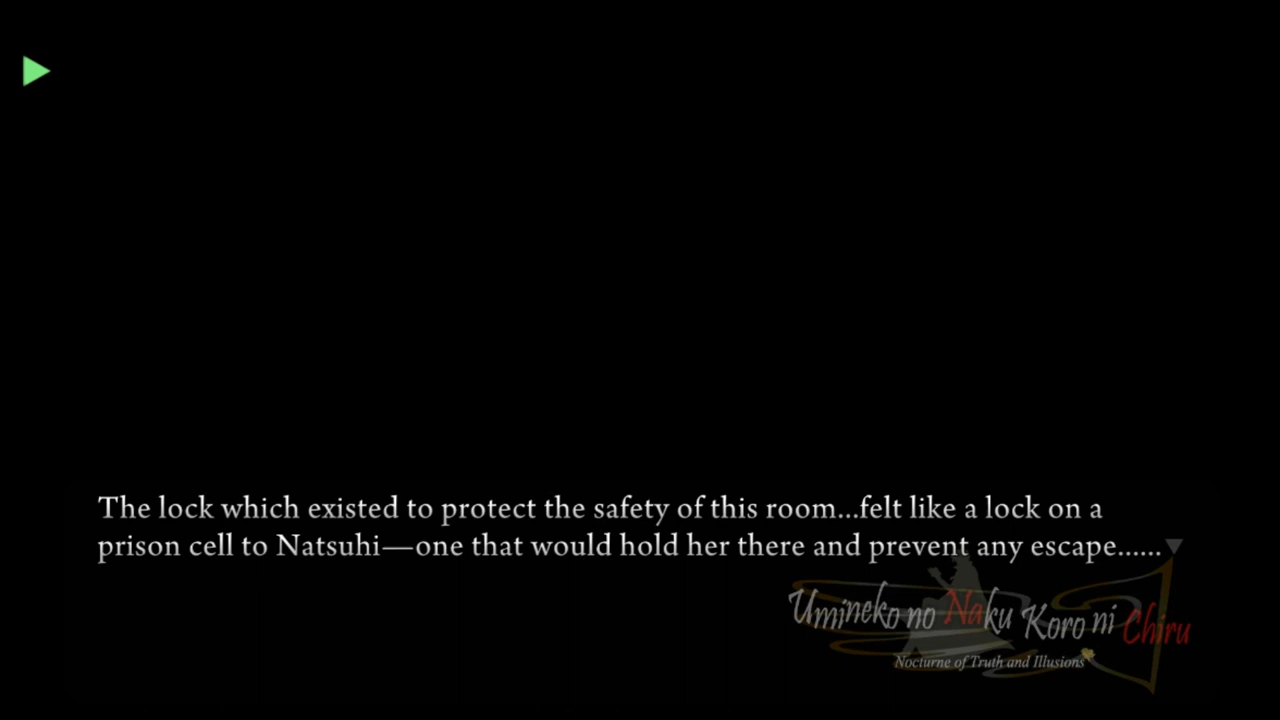 The lock which existed to protect the safety of this room...felt like a lock on a
prison cell to Natsuhi—one that would hold her there and prevent any escape......
Umineko no Naku Koro ni Chiru
Nocturne of Truth and Illusions